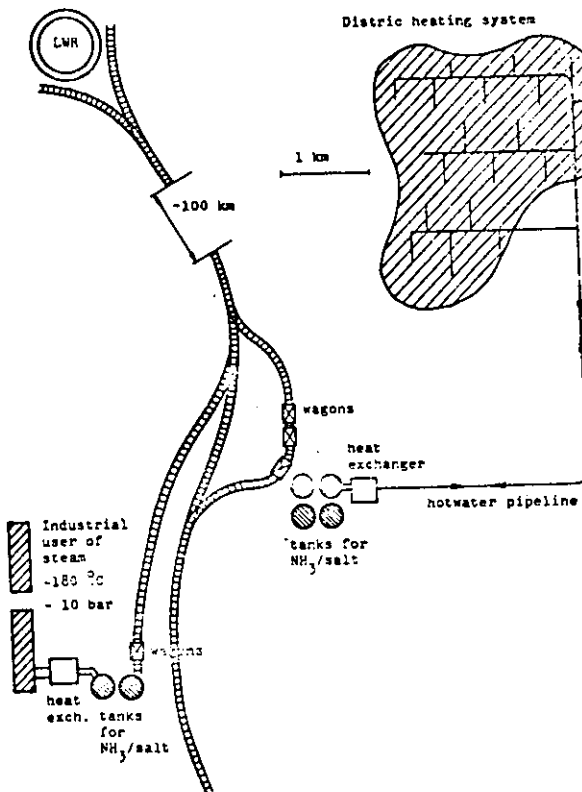 Distric heating system
LWR
1 km
~100 km
wagons
heat
exchanger
hotwater pipeline
tanks for
NH3/salt
Industrial
user of
steam
~180 °C
~ 10 bar
wagons
heat
exch.
tanks
for
NH3/salt